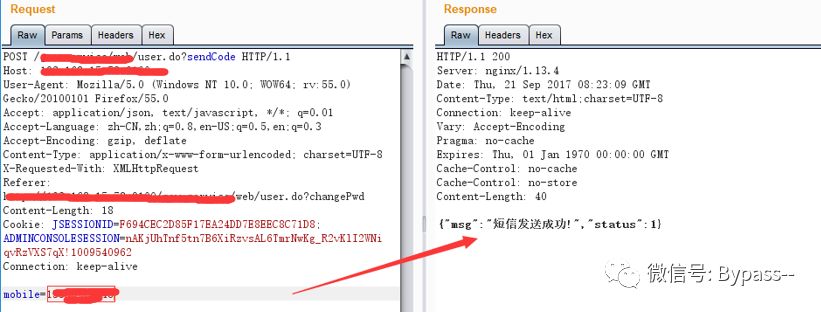 Request
Raw
Params
Headers
Hex
POST /web/user.do?sendCode HTTP/1.1
Host:
User-Agent: Mozilla/5.0 (Windows NT 10.0; WOW64; rv:55.0)
Gecko/20100101 Firefox/55.0
Accept: application/json, text/javascript, */*; q=0.01
Accept-Language: zh-CN,zh;q=0.8,en-US;q=0.5,en;q=0.3
Accept-Encoding: gzip, deflate
Content-Type: application/x-www-form-urlencoded; charset=UTF-8
X-Requested-With: XMLHttpRequest
Referer:
/web/user.do?changePwd
Content-Length: 18
Cookie: JSESSIONID=F694CEC2D85F17EA24DD7E8EEC8C71D8;
ADMINCONSOLESESSION=nAKjUhInf5tn7B6XiRzvsAL6TmrNwKg_R2vKlI2WNi
qvRzVXS7qX!1009540962
Connection: keep-alive
mobile=
Response
Raw
Headers
Hex
HTTP/1.1 200
Server: nginx/1.13.4
Date: Thu, 21 Sep 2017 08:23:09 GMT
Content-Type: text/html;charset=UTF-8
Connection: keep-alive
Vary: Accept-Encoding
Pragma: no-cache
Expires: Thu, 01 Jan 1970 00:00:00 GMT
Cache-Control: no-cache
Cache-Control: no-store
Content-Length: 40
{"msg":"短信发送成功!","status":1}
微信号: Bypass--